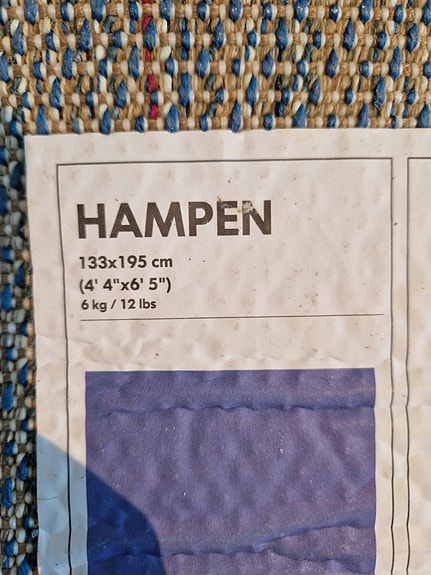 HAMPEN
133x195 cm
(4' 4"x6' 5")
6 kg / 12 lbs